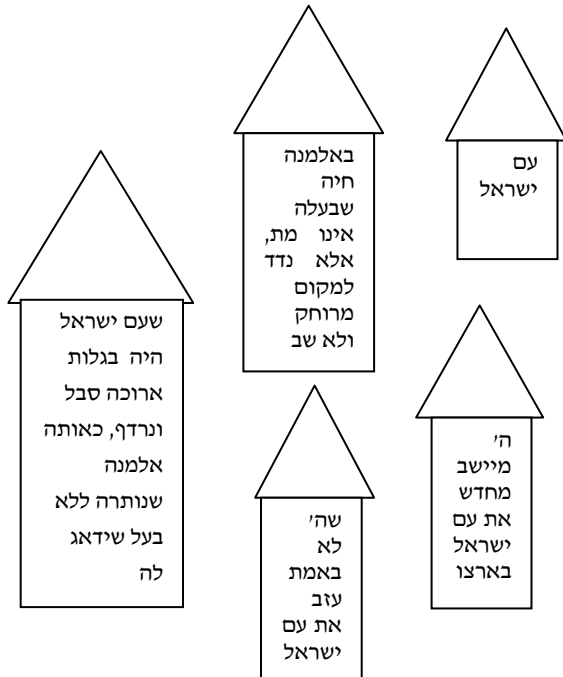 עם
ישראל
באלמנה
חיה
שבעלה
אינו מת,
אלא נדד
למקום
מרוחק
ולא שב
שעם ישראל
היה בגלות
ארוכה סבל
ונרדף, כאותה
אלמנה
שנותרה ללא
בעל שידאג
לה
ה'
מיישב
מחדש
את עם
ישראל
בארצו
שה'
לא
באמת
עזב
את עם
ישראל